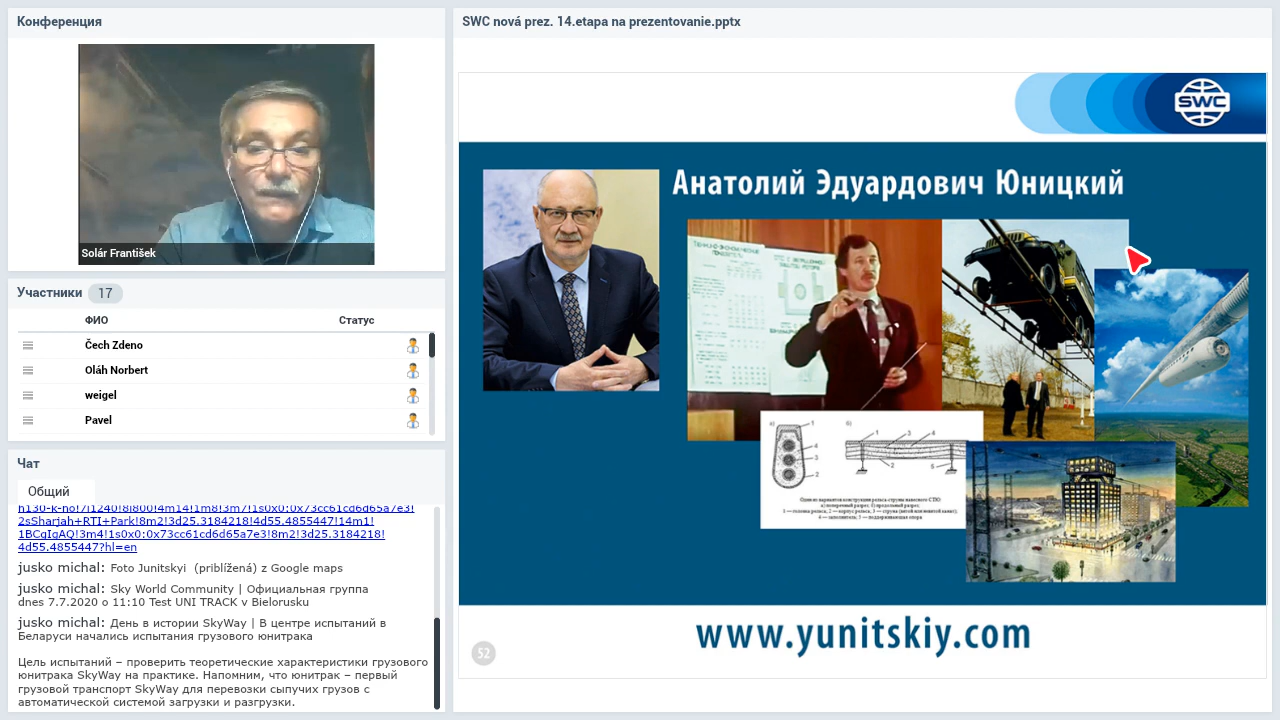 Конференция
Solár František
Участники 17
ФИО Статус
Čech Zdeno
Oláh Norbert
weigel
Pavel
Чат
Общий
2sSharjah+RTI+Park!8m2!3d25.3184218!4d55.4855447!14m1!
1BCgIgAQ!3m4!1s0x0:0x73cc61cd6d65a7e3!8m2!3d25.3184218!
4d55.4855447?hl=en
jusko michal: Foto Junitskyi (priblížená) z Google maps
jusko michal: Sky World Community | Официальная группа
dnes 7.7.2020 o 11:10 Test UNI TRACK v Bielorusku
jusko michal: День в истории SkyWay | В центре испытаний в
Беларуси начались испытания грузового юнитрака
Цель испытаний – проверить теоретические характеристики грузового
юнитрака SkyWay на практике. Напомним, что юнитрак – первый
грузовой транспорт SkyWay для перевозки сыпучих грузов с
автоматической системой загрузки и разгрузки.
SWC nová prez. 14.etapa na prezentovanie.pptx
SWC
Анатолий Эдуардович Юницкий
www.yunitskiy.com
52